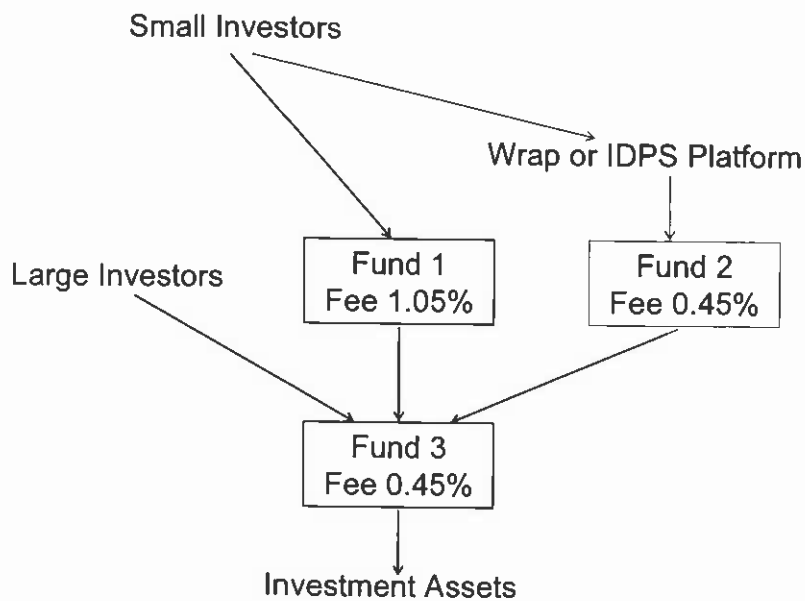 Small Investors
Wrap or IDPS Platform
Fund 1
Fee 1.05%
Fund 2
Fee 0.45%
Large Investors
Fund 3
Fee 0.45%
Investment Assets